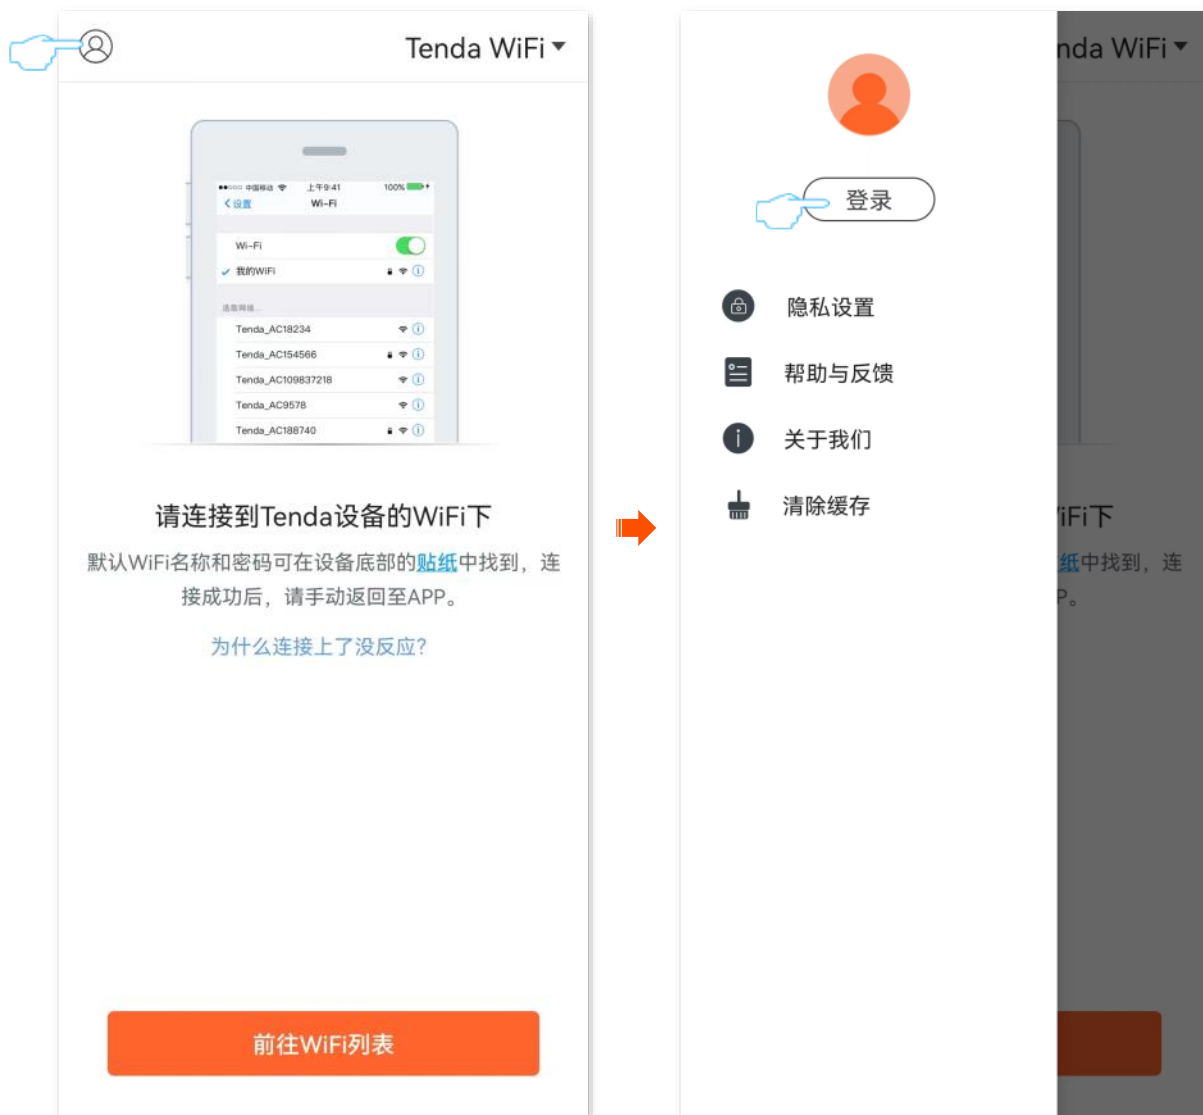 Tenda WiFi
中国移动
上午9:41
100%
设置
Wi-Fi
Wi-Fi
我的WiFi
选取网络...
Tenda_AC18234
Tenda_AC154566
Tenda_AC109837218
Tenda_AC9578
Tenda_AC188740
请连接到Tenda设备的WiFi下
默认WiFi名称和密码可在设备底部的贴纸中找到，连
接成功后，请手动返回至APP。
为什么连接上了没反应?
前往WiFi列表
nda WiFi
登录
隐私设置
帮助与反馈
关于我们
清除缓存
iFi下
纸中找到，连
P。